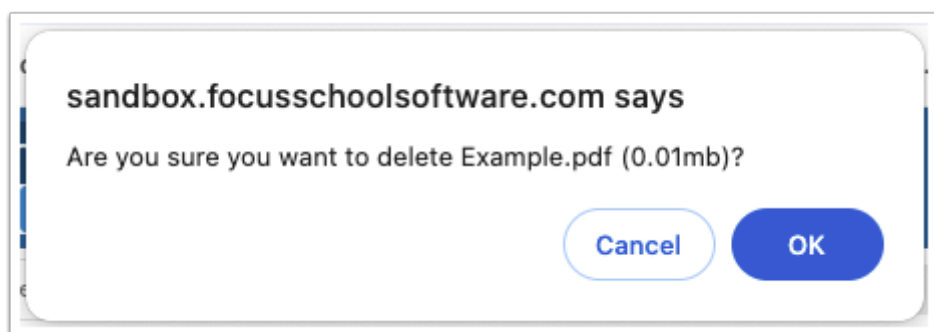 sandbox.focusschoolsoftware.com says
Are you sure you want to delete Example.pdf (0.01mb)?
Cancel
OK